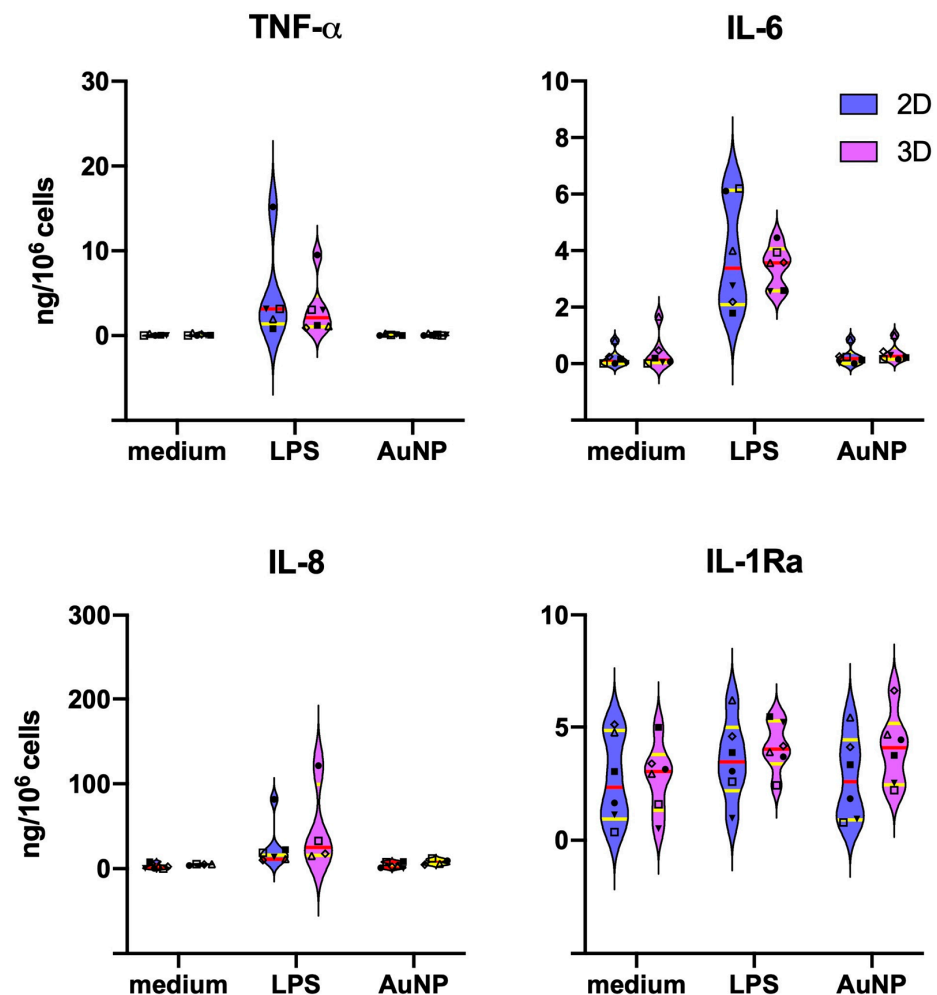 TNF-α
ng/10⁶ cells
30
20
10
0
medium LPS AuNP
IL-6
10
8
6
4
2
0
medium LPS AuNP
2D
3D
IL-8
ng/10⁶ cells
300
200
100
0
medium LPS AuNP
IL-1Ra
10
5
0
medium LPS AuNP